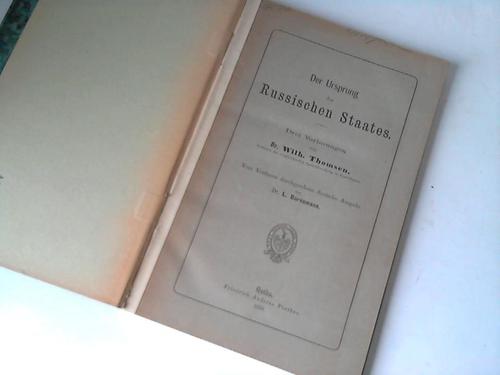 Der Ursprung
des
Russischen Staates.
Drei Vorlesungen
von
Dr. Wilh. Thomsen,
Vom Verfasser durchgesehene deutsche Ausgabe
von
Dr. L. Bornemann.
Gotha.
Friedrich Andreas Perthes.